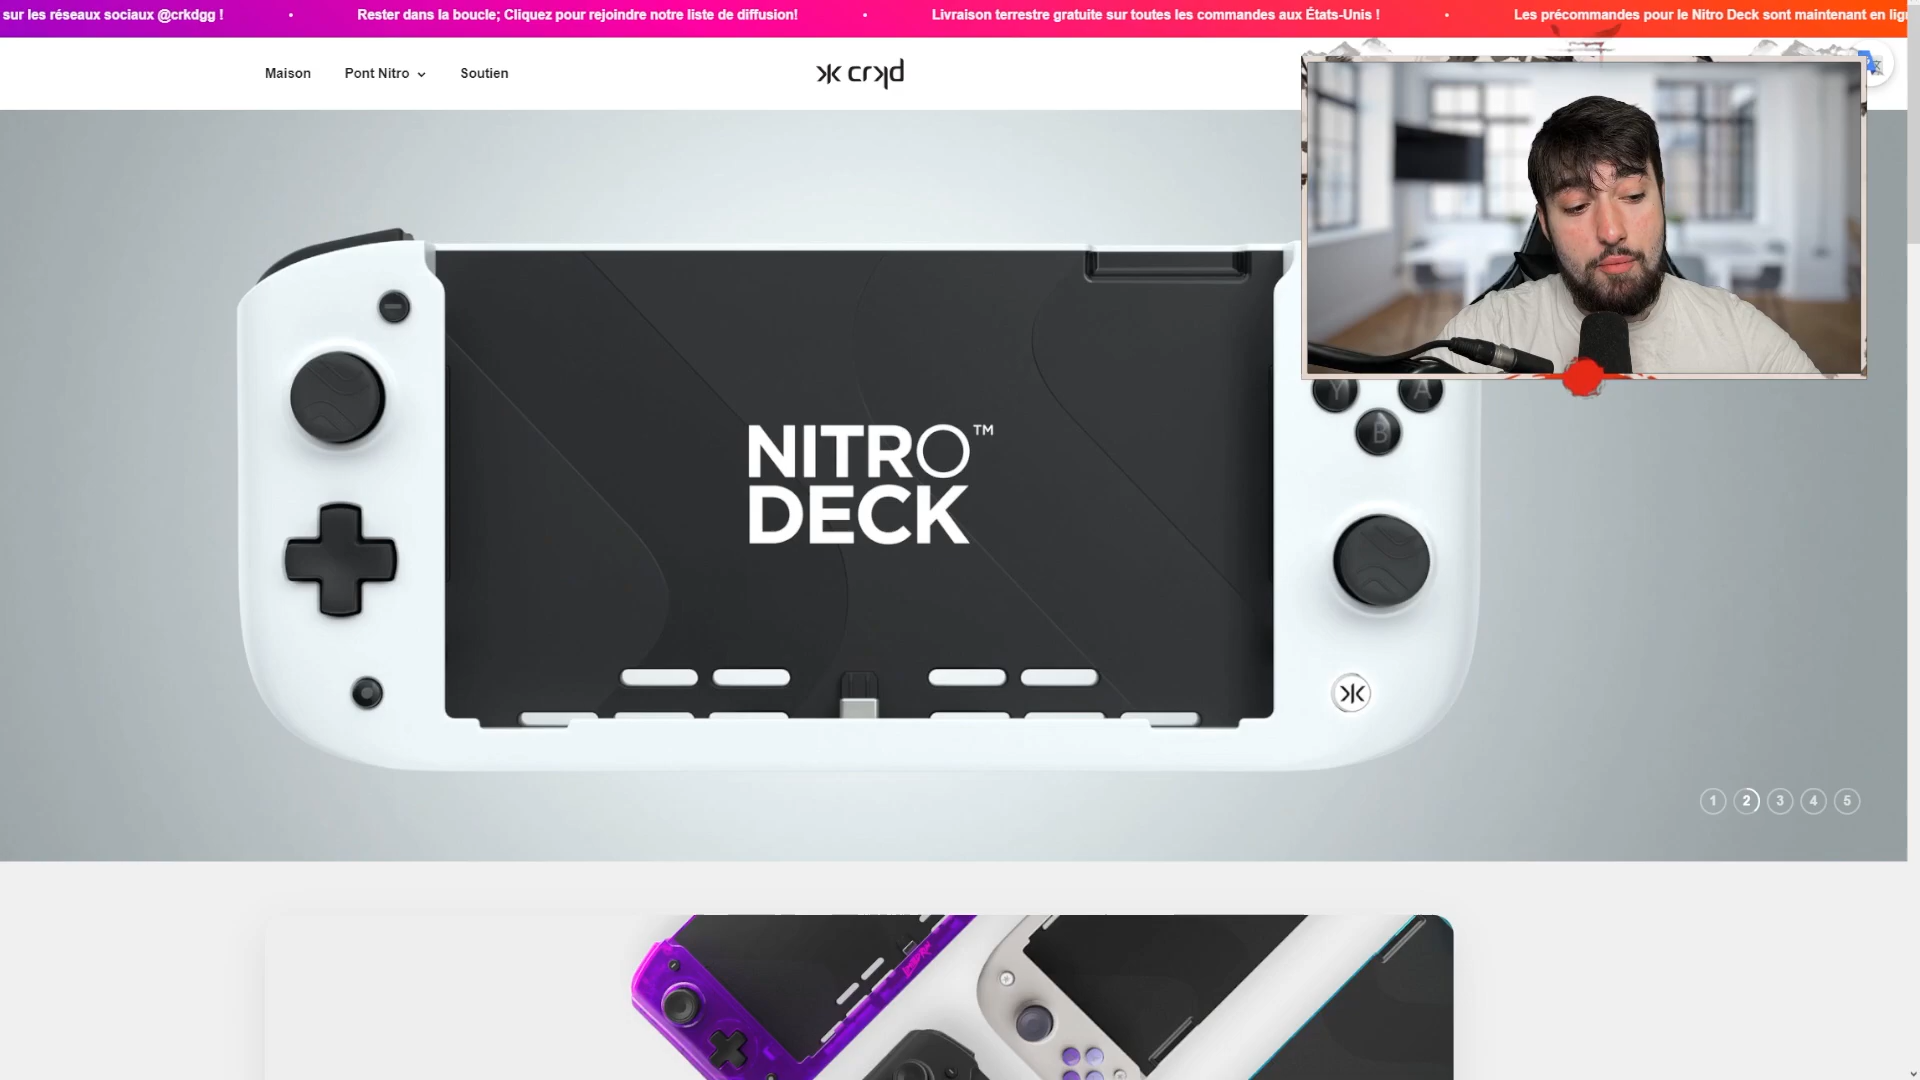 sur les réseaux sociaux @crkdgg !
• Rester dans la boucle; Cliquez pour rejoindre notre liste de diffusion!
• Livraison terrestre gratuite sur toutes les commandes aux États-Unis !
• Les précommandes pour le Nitro Deck sont maintenant en lig
Maison
Pont Nitro
Soutien
crkd
NITRO™
DECK
Y
A
B
1 2 3 4 5